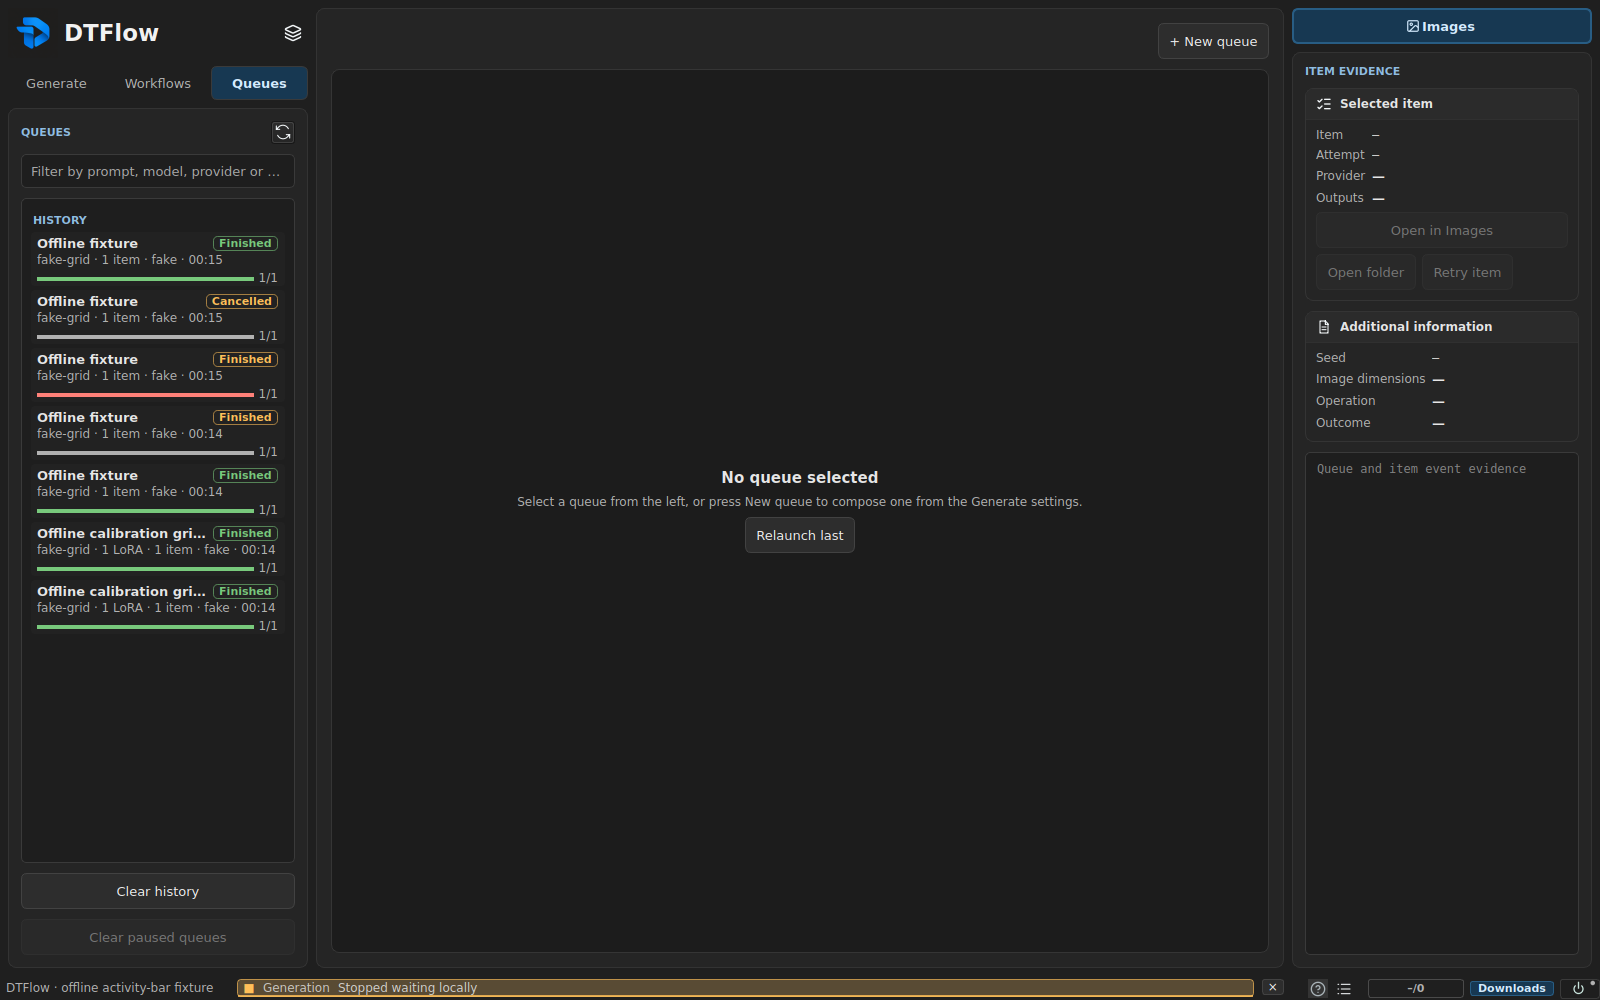 DTFlow
Generate
Workflows
Queues
QUEUES
Filter by prompt, model, provider or ...
HISTORY
Offline fixture Finished
fake-grid · 1 item · fake · 00:15
1/1
Offline fixture Cancelled
fake-grid · 1 item · fake · 00:15
1/1
Offline fixture Finished
fake-grid · 1 item · fake · 00:15
1/1
Offline fixture Finished
fake-grid · 1 item · fake · 00:14
1/1
Offline fixture Finished
fake-grid · 1 item · fake · 00:14
1/1
Offline calibration gri... Finished
fake-grid · 1 LoRA · 1 item · fake · 00:14
1/1
Offline calibration gri... Finished
fake-grid · 1 LoRA · 1 item · fake · 00:14
1/1
Clear history
Clear paused queues
+ New queue
No queue selected
Select a queue from the left, or press New queue to compose one from the Generate settings.
Relaunch last
Images
ITEM EVIDENCE
Selected item
Item –
Attempt –
Provider —
Outputs —
Open in Images
Open folder
Retry item
Additional information
Seed –
Image dimensions —
Operation —
Outcome —
Queue and item event evidence
DTFlow · offline activity-bar fixture
Generation Stopped waiting locally
–/0
Downloads